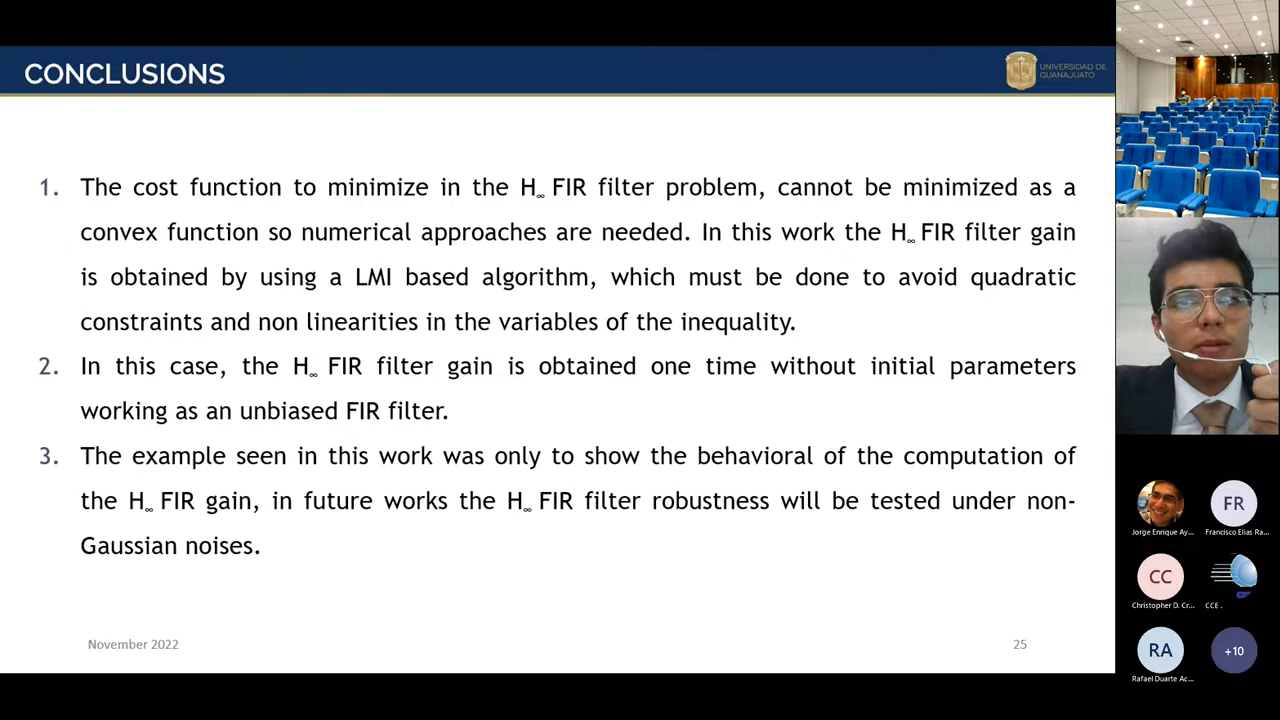 CONCLUSIONS
UNIVERSIDAD DE
GUANAJUATO
1. The cost function to minimize in the H∞ FIR filter problem, cannot be minimized as a
convex function so numerical approaches are needed. In this work the H∞ FIR filter gain
is obtained by using a LMI based algorithm, which must be done to avoid quadratic
constraints and non linearities in the variables of the inequality.
2. In this case, the H∞ FIR filter gain is obtained one time without initial parameters
working as an unbiased FIR filter.
3. The example seen in this work was only to show the behavioral of the computation of
the H∞ FIR gain, in future works the H∞ FIR filter robustness will be tested under non-
Gaussian noises.
November 2022
25
FR
Jorge Enrique Ay...
Francisco Elias Ra...
CC
Christopher D. Cr...
CCE .
RA
+10
Rafael Duarte Ac...